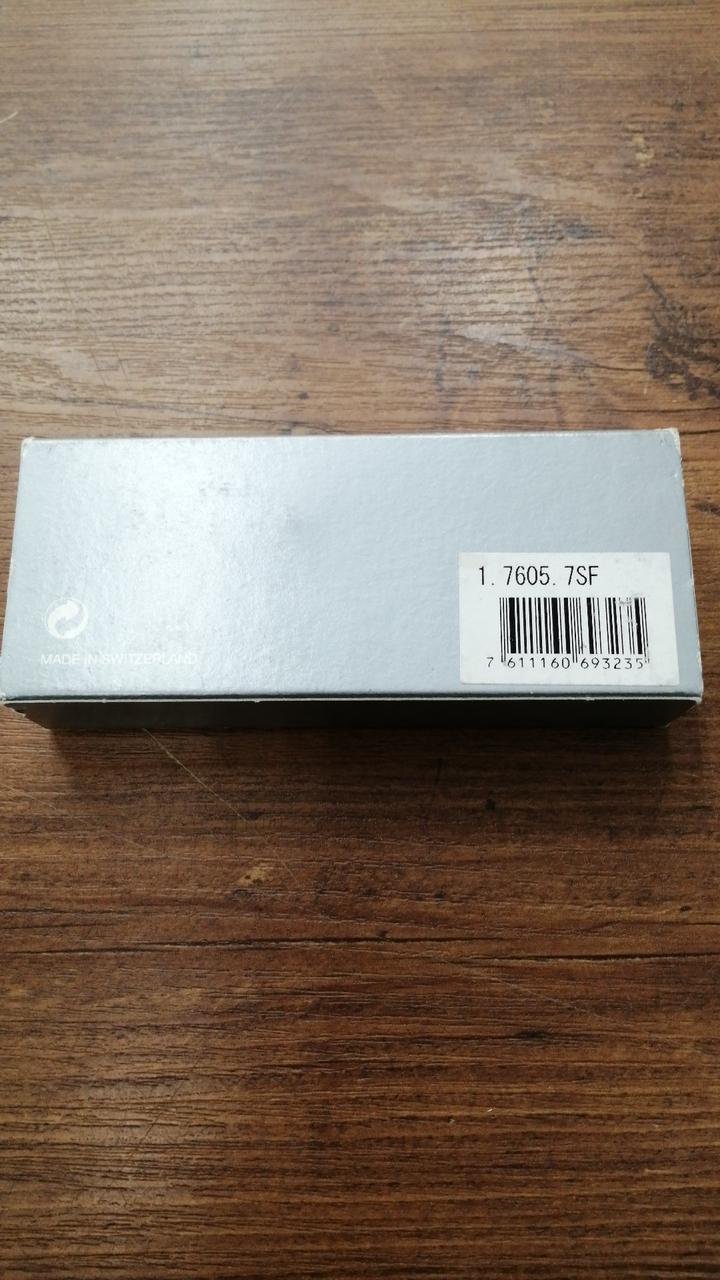 1. 7605. 7SF
7 611160 693235
MADE IN SWITZERLAND